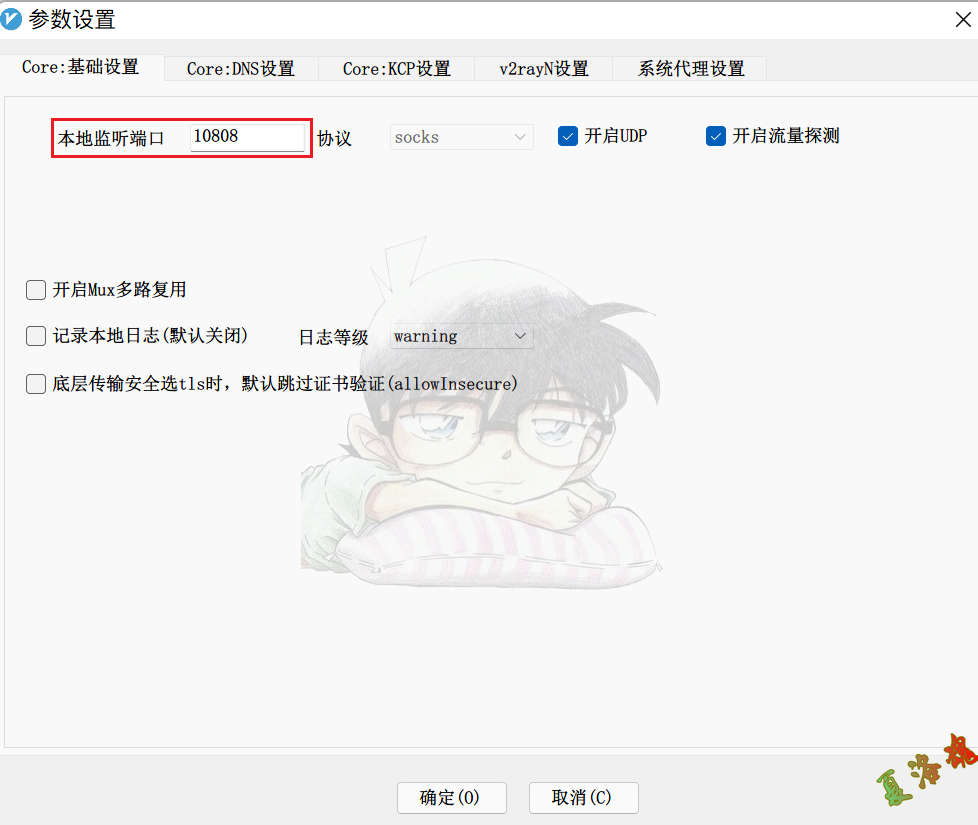 参数设置
Core:基础设置 Core:DNS设置 Core:KCP设置 v2rayN设置 系统代理设置
本地监听端口 10808 协议 socks 开启UDP 开启流量探测
开启Mux多路复用
记录本地日志(默认关闭) 日志等级 warning
底层传输安全选tls时，默认跳过证书验证(allowInsecure)
夏洛桃
确定(O) 取消(C)